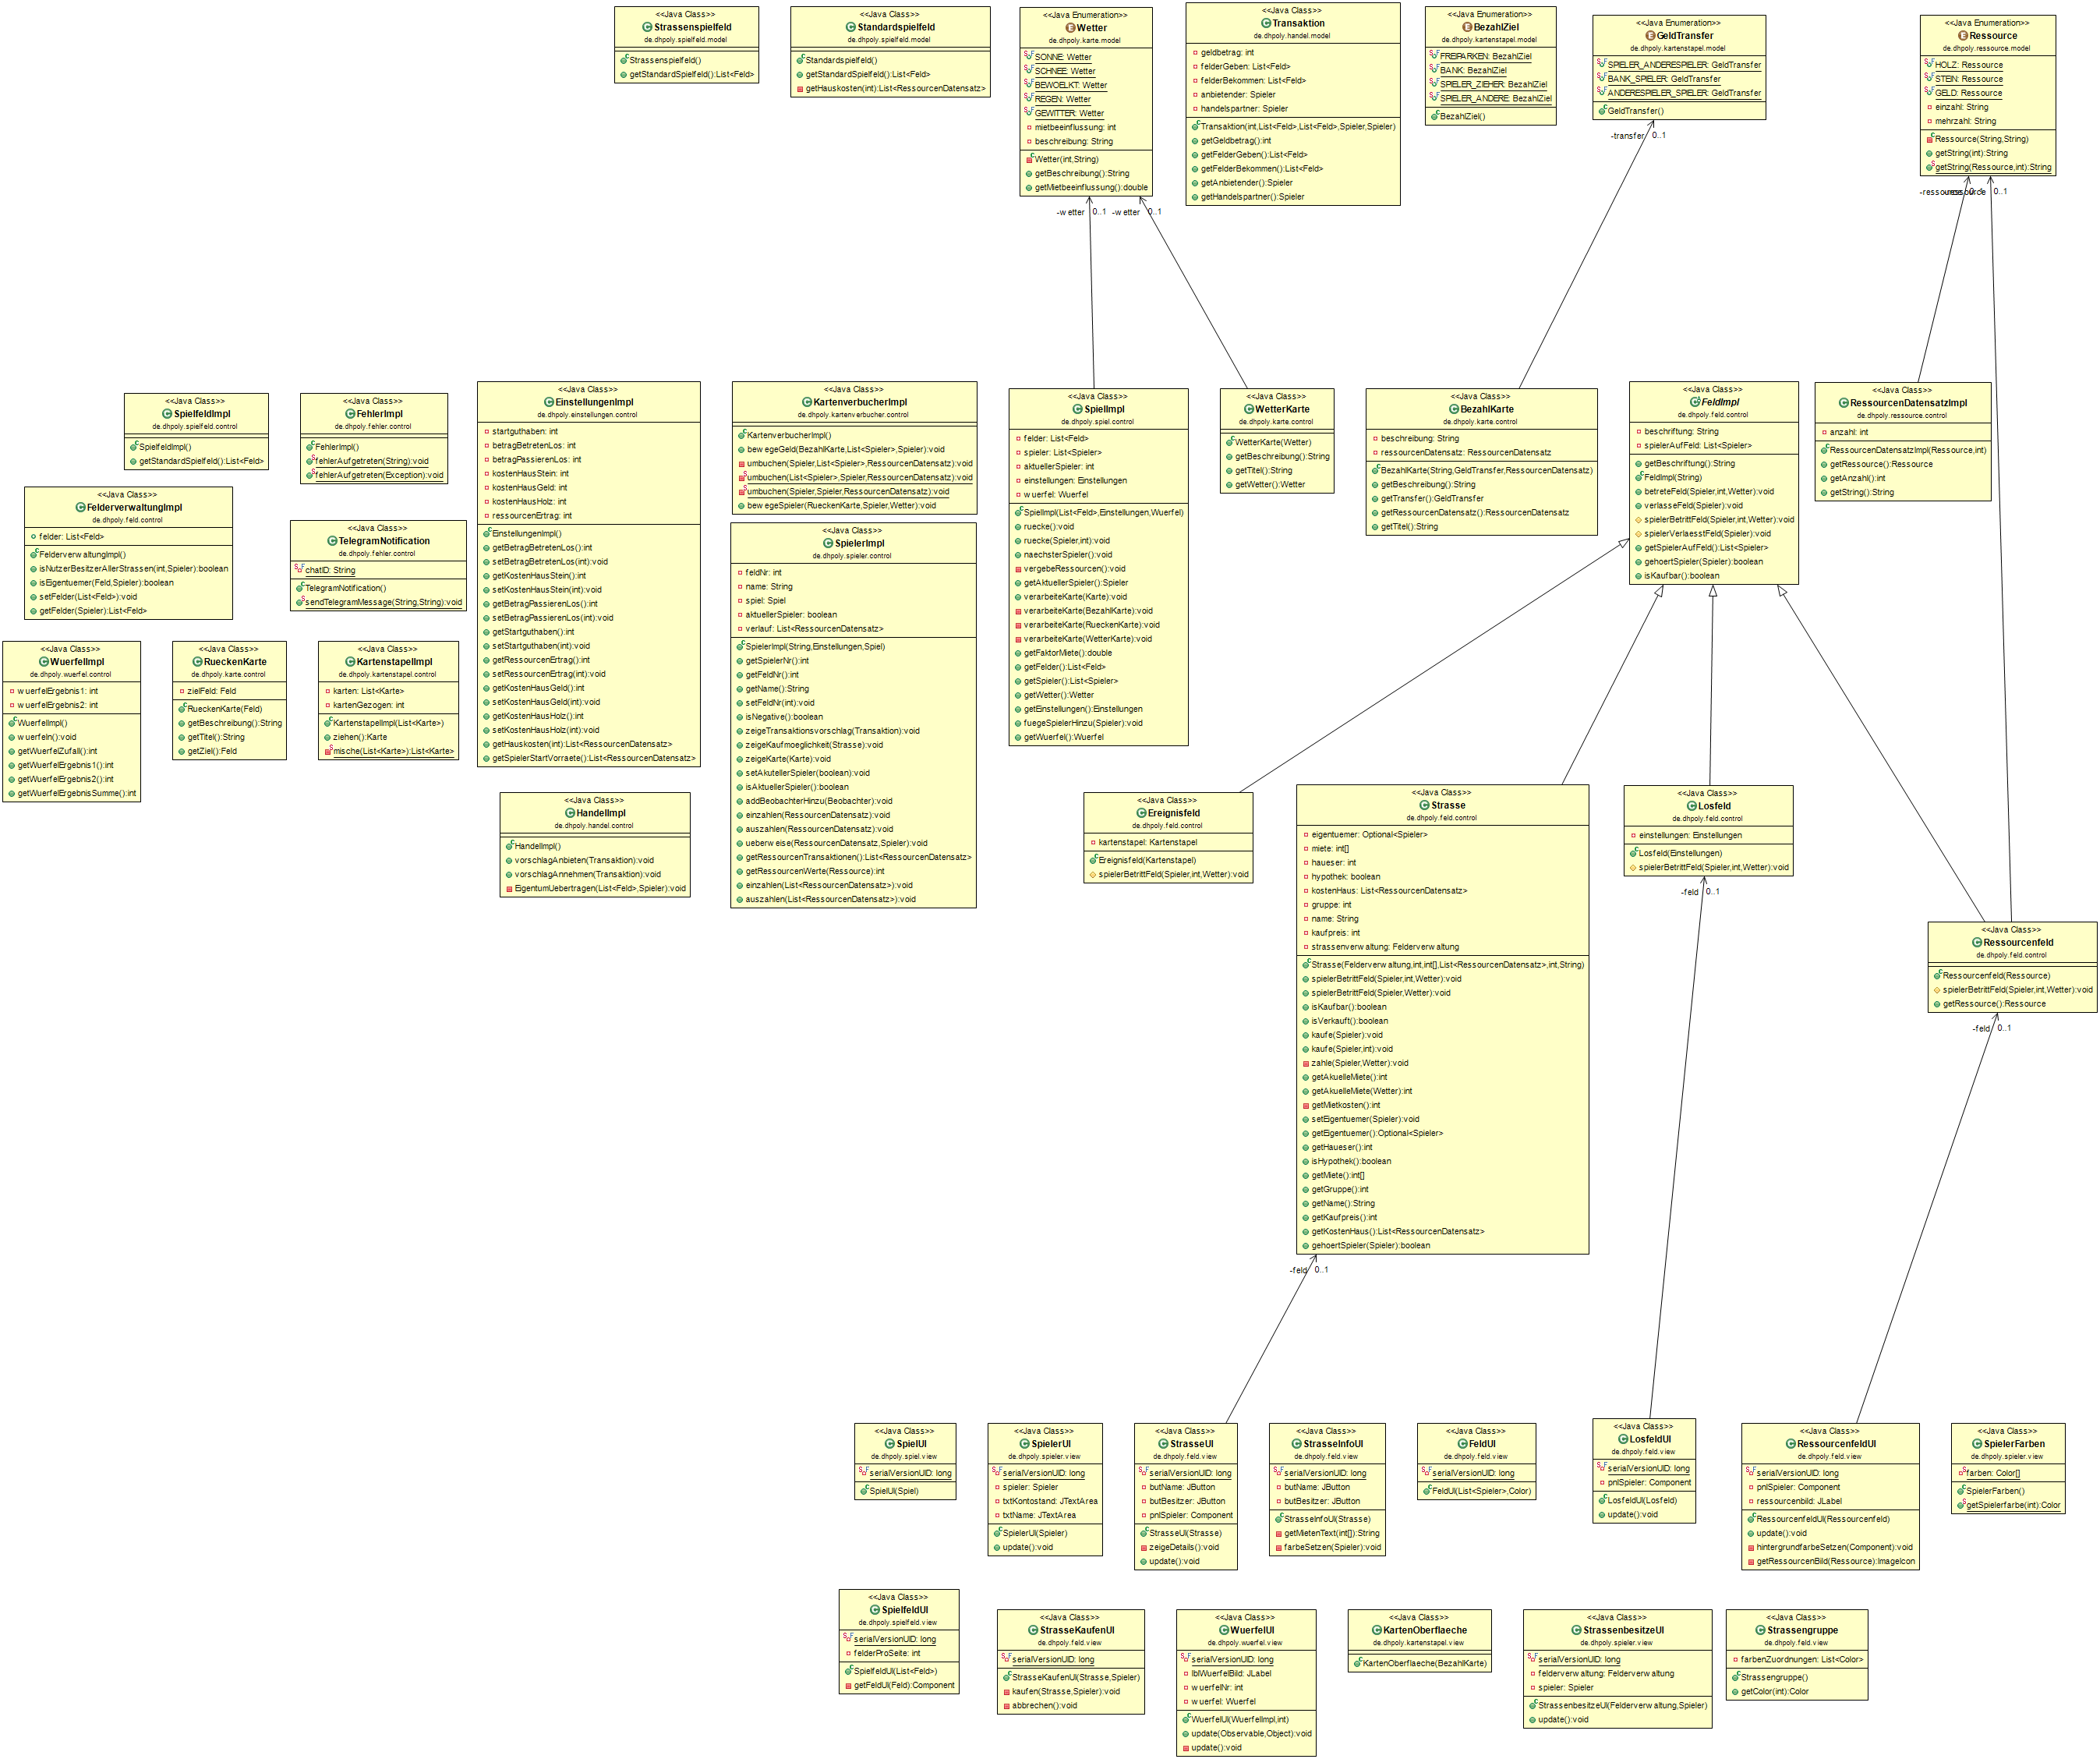 <<Java Class>>
Strassenspielfeld
de.dhpoly.spielfeld.model
Strassenspielfeld()
getStandardSpielfeld():List<Feld>
<<Java Class>>
Standardspielfeld
de.dhpoly.spielfeld.model
Standardspielfeld()
getStandardSpielfeld():List<Feld>
getHauskosten(int):List<RessourcenDatensatz>
<<Java Enumeration>>
Wetter
de.dhpoly.karte.model
SONNE: Wetter
SCHNEE: Wetter
BEWOELKT: Wetter
REGEN: Wetter
GEWITTER: Wetter
mietbeeinflussung: int
beschreibung: String
Wetter(int,String)
getBeschreibung():String
getMietbeeinflussung():double
<<Java Class>>
Transaktion
de.dhpoly.handel.model
geldbetrag: int
felderGeben: List<Feld>
felderBekommen: List<Feld>
anbietender: Spieler
handelspartner: Spieler
Transaktion(int,List<Feld>,List<Feld>,Spieler,Spieler)
getGeldbetrag():int
getFelderGeben():List<Feld>
getFelderBekommen():List<Feld>
getAnbietender():Spieler
getHandelspartner():Spieler
<<Java Enumeration>>
BezahlZiel
de.dhpoly.kartenstapel.model
FREIPARKEN: BezahlZiel
BANK: BezahlZiel
SPIELER_ZIEHER: BezahlZiel
SPIELER_ANDERE: BezahlZiel
BezahlZiel()
<<Java Enumeration>>
GeldTransfer
de.dhpoly.kartenstapel.model
SPIELER_ANDERESPIELER: GeldTransfer
BANK_SPIELER: GeldTransfer
ANDERESPIELER_SPIELER: GeldTransfer
GeldTransfer()
<<Java Enumeration>>
Ressource
de.dhpoly.ressource.model
HOLZ: Ressource
STEIN: Ressource
GELD: Ressource
einzahl: String
mehrzahl: String
Ressource(String,String)
getString(int):String
getString(Ressource,int):String
-wetter 0..1
-wetter 0..1
-transfer 0..1
-ressource 0..1
<<Java Class>>
SpielfeldImpl
de.dhpoly.spielfeld.control
SpielfeldImpl()
getStandardSpielfeld():List<Feld>
<<Java Class>>
FehlerImpl
de.dhpoly.fehler.control
FehlerImpl()
fehlerAufgetreten(String):void
fehlerAufgetreten(Exception):void
<<Java Class>>
EinstellungenImpl
de.dhpoly.einstellungen.control
startguthaben: int
betragBetretenLos: int
betragPassierenLos: int
kostenHausStein: int
kostenHausGeld: int
kostenHausHolz: int
ressourcenErtrag: int
EinstellungenImpl()
getBetragBetretenLos():int
setBetragBetretenLos(int):void
getKostenHausStein():int
setKostenHausStein(int):void
getBetragPassierenLos():int
setBetragPassierenLos(int):void
getStartguthaben():int
setStartguthaben(int):void
getRessourcenErtrag():int
setRessourcenErtrag(int):void
getKostenHausGeld():int
setKostenHausGeld(int):void
getKostenHausHolz():int
setKostenHausHolz(int):void
getHauskosten(int):List<RessourcenDatensatz>
getSpielerStartVorraete():List<RessourcenDatensatz>
<<Java Class>>
KartenverbucherImpl
de.dhpoly.kartenverbucher.control
KartenverbucherImpl()
bewegeGeld(BezahlKarte,List<Spieler>,Spieler):void
umbuchen(Spieler,List<Spieler>,RessourcenDatensatz):void
umbuchen(List<Spieler>,Spieler,RessourcenDatensatz):void
umbuchen(Spieler,Spieler,RessourcenDatensatz):void
bewegeSpieler(RueckenKarte,Spieler,Wetter):void
<<Java Class>>
SpielImpl
de.dhpoly.spiel.control
felder: List<Feld>
spieler: List<Spieler>
aktuellerSpieler: int
einstellungen: Einstellungen
wuerfel: Wuerfel
SpielImpl(List<Feld>,Einstellungen,Wuerfel)
ruecke():void
ruecke(Spieler,int):void
naechsterSpieler():void
vergebeRessourcen():void
getAktuellerSpieler():Spieler
verarbeiteKarte(Karte):void
verarbeiteKarte(BezahlKarte):void
verarbeiteKarte(RueckenKarte):void
verarbeiteKarte(WetterKarte):void
getFaktorMiete():double
getFelder():List<Feld>
getSpieler():List<Spieler>
getWetter():Wetter
getEinstellungen():Einstellungen
fuegeSpielerHinzu(Spieler):void
getWuerfel():Wuerfel
<<Java Class>>
WetterKarte
de.dhpoly.karte.control
WetterKarte(Wetter)
getBeschreibung():String
getTitel():String
getWetter():Wetter
<<Java Class>>
BezahlKarte
de.dhpoly.karte.control
beschreibung: String
ressourcenDatensatz: RessourcenDatensatz
BezahlKarte(String,GeldTransfer,RessourcenDatensatz)
getBeschreibung():String
getTransfer():GeldTransfer
getRessourcenDatensatz():RessourcenDatensatz
getTitel():String
<<Java Class>>
FeldImpl
de.dhpoly.feld.control
beschriftung: String
spielerAufFeld: List<Spieler>
getBeschriftung():String
FeldImpl(String)
betreteFeld(Spieler,int,Wetter):void
verlasseFeld(Spieler):void
spielerBetrittFeld(Spieler,int,Wetter):void
spielerVerlaesstFeld(Spieler):void
getSpielerAufFeld():List<Spieler>
gehoertSpieler(Spieler):boolean
isKaufbar():boolean
<<Java Class>>
RessourcenDatensatzImpl
de.dhpoly.ressource.control
anzahl: int
RessourcenDatensatzImpl(Ressource,int)
getRessource():Ressource
getAnzahl():int
getString():String
<<Java Class>>
FelderverwaltungImpl
de.dhpoly.feld.control
felder: List<Feld>
FelderverwaltungImpl()
isNutzerBesitzerAllerStrassen(int,Spieler):boolean
isEigentuemer(Feld,Spieler):boolean
setFelder(List<Feld>):void
getFelder(Spieler):List<Feld>
<<Java Class>>
TelegramNotification
de.dhpoly.fehler.control
chatID: String
TelegramNotification()
sendTelegramMessage(String,String):void
<<Java Class>>
SpielerImpl
de.dhpoly.spieler.control
feldNr: int
name: String
spiel: Spiel
aktuellerSpieler: boolean
verlauf: List<RessourcenDatensatz>
SpielerImpl(String,Einstellungen,Spiel)
getSpielerNr():int
getFeldNr():int
getName():String
setFeldNr(int):void
isNegative():boolean
zeigeTransaktionsvorschlag(Transaktion):void
zeigeKaufmoeglichkeit(Strasse):void
zeigeKarte(Karte):void
setAkutellerSpieler(boolean):void
isAktuellerSpieler():boolean
addBeobachterHinzu(Beobachter):void
einzahlen(RessourcenDatensatz):void
auszahlen(RessourcenDatensatz):void
ueberweise(RessourcenDatensatz,Spieler):void
getRessourcenTransaktionen():List<RessourcenDatensatz>
getRessourcenWerte(Ressource):int
einzahlen(List<RessourcenDatensatz>):void
auszahlen(List<RessourcenDatensatz>):void
<<Java Class>>
WuerfelImpl
de.dhpoly.wuerfel.control
wuerfelErgebnis1: int
wuerfelErgebnis2: int
WuerfelImpl()
wuerfeln():void
getWuerfelZufall():int
getWuerfelErgebnis1():int
getWuerfelErgebnis2():int
getWuerfelErgebnisSumme():int
<<Java Class>>
RueckenKarte
de.dhpoly.karte.control
zielFeld: Feld
RueckenKarte(Feld)
getBeschreibung():String
getTitel():String
getZiel():Feld
<<Java Class>>
KartenstapelImpl
de.dhpoly.kartenstapel.control
karten: List<Karte>
kartenGezogen: int
KartenstapelImpl(List<Karte>)
ziehen():Karte
mische(List<Karte>):List<Karte>
<<Java Class>>
HandelImpl
de.dhpoly.handel.control
HandelImpl()
vorschlagAnbieten(Transaktion):void
vorschlagAnnehmen(Transaktion):void
EigentumUebertragen(List<Feld>,Spieler):void
<<Java Class>>
Ereignisfeld
de.dhpoly.feld.control
kartenstapel: Kartenstapel
Ereignisfeld(Kartenstapel)
spielerBetrittFeld(Spieler,int,Wetter):void
<<Java Class>>
Strasse
de.dhpoly.feld.control
eigentuemer: Optional<Spieler>
miete: int[]
haueser: int
hypothek: boolean
kostenHaus: List<RessourcenDatensatz>
gruppe: int
name: String
kaufpreis: int
strassenverwaltung: Felderverwaltung
Strasse(Felderverwaltung,int,int[],List<RessourcenDatensatz>,int,String)
spielerBetrittFeld(Spieler,int,Wetter):void
spielerBetrittFeld(Spieler,Wetter):void
isKaufbar():boolean
isVerkauft():boolean
kaufe(Spieler):void
kaufe(Spieler,int):void
zahle(Spieler,Wetter):void
getAkuelleMiete():int
getAkuelleMiete(Wetter):int
getMietkosten():int
setEigentuemer(Spieler):void
getEigentuemer():Optional<Spieler>
getHaueser():int
isHypothek():boolean
getMiete():int[]
getGruppe():int
getName():String
getKaufpreis():int
getKostenHaus():List<RessourcenDatensatz>
gehoertSpieler(Spieler):boolean
<<Java Class>>
Losfeld
de.dhpoly.feld.control
einstellungen: Einstellungen
Losfeld(Einstellungen)
spielerBetrittFeld(Spieler,int,Wetter):void
-feld 0..1
<<Java Class>>
Ressourcenfeld
de.dhpoly.feld.control
Ressourcenfeld(Ressource)
spielerBetrittFeld(Spieler,int,Wetter):void
getRessource():Ressource
-feld 0..1
-feld 0..1
<<Java Class>>
SpielUI
de.dhpoly.spiel.view
serialVersionUID: long
SpielUI(Spiel)
<<Java Class>>
SpielerUI
de.dhpoly.spieler.view
serialVersionUID: long
spieler: Spieler
txtKontostand: JTextArea
txtName: JTextArea
SpielerUI(Spieler)
update():void
<<Java Class>>
StrasseUI
de.dhpoly.feld.view
serialVersionUID: long
butName: JButton
butBesitzer: JButton
pnlSpieler: Component
StrasseUI(Strasse)
zeigeDetails():void
update():void
<<Java Class>>
StrasseInfoUI
de.dhpoly.feld.view
serialVersionUID: long
butName: JButton
butBesitzer: JButton
StrasseInfoUI(Strasse)
getMietenText(int[]):String
farbeSetzen(Spieler):void
<<Java Class>>
FeldUI
de.dhpoly.feld.view
serialVersionUID: long
FeldUI(List<Spieler>,Color)
<<Java Class>>
LosfeldUI
de.dhpoly.feld.view
serialVersionUID: long
pnlSpieler: Component
LosfeldUI(Losfeld)
update():void
<<Java Class>>
RessourcenfeldUI
de.dhpoly.feld.view
serialVersionUID: long
pnlSpieler: Component
ressourcenbild: JLabel
RessourcenfeldUI(Ressourcenfeld)
update():void
hintergrundfarbeSetzen(Component):void
getRessourcenBild(Ressource):ImageIcon
<<Java Class>>
SpielerFarben
de.dhpoly.spieler.view
farben: Color[]
SpielerFarben()
getSpielerfarbe(int):Color
<<Java Class>>
SpielfeldUI
de.dhpoly.spielfeld.view
serialVersionUID: long
felderProSeite: int
SpielfeldUI(List<Feld>)
getFeldUI(Feld):Component
<<Java Class>>
StrasseKaufenUI
de.dhpoly.feld.view
serialVersionUID: long
StrasseKaufenUI(Strasse,Spieler)
kaufen(Strasse,Spieler):void
abbrechen():void
<<Java Class>>
WuerfelUI
de.dhpoly.wuerfel.view
serialVersionUID: long
lblWuerfelBild: JLabel
wuerfelNr: int
wuerfel: Wuerfel
WuerfelUI(WuerfelImpl,int)
update(Observable,Object):void
update():void
<<Java Class>>
KartenOberflaeche
de.dhpoly.kartenstapel.view
KartenOberflaeche(BezahlKarte)
<<Java Class>>
StrassenbesitzeUI
de.dhpoly.spieler.view
serialVersionUID: long
felderverwaltung: Felderverwaltung
spieler: Spieler
StrassenbesitzeUI(Felderverwaltung,Spieler)
update():void
<<Java Class>>
Strassengruppe
de.dhpoly.feld.view
farbenZuordnungen: List<Color>
Strassengruppe()
getColor(int):Color